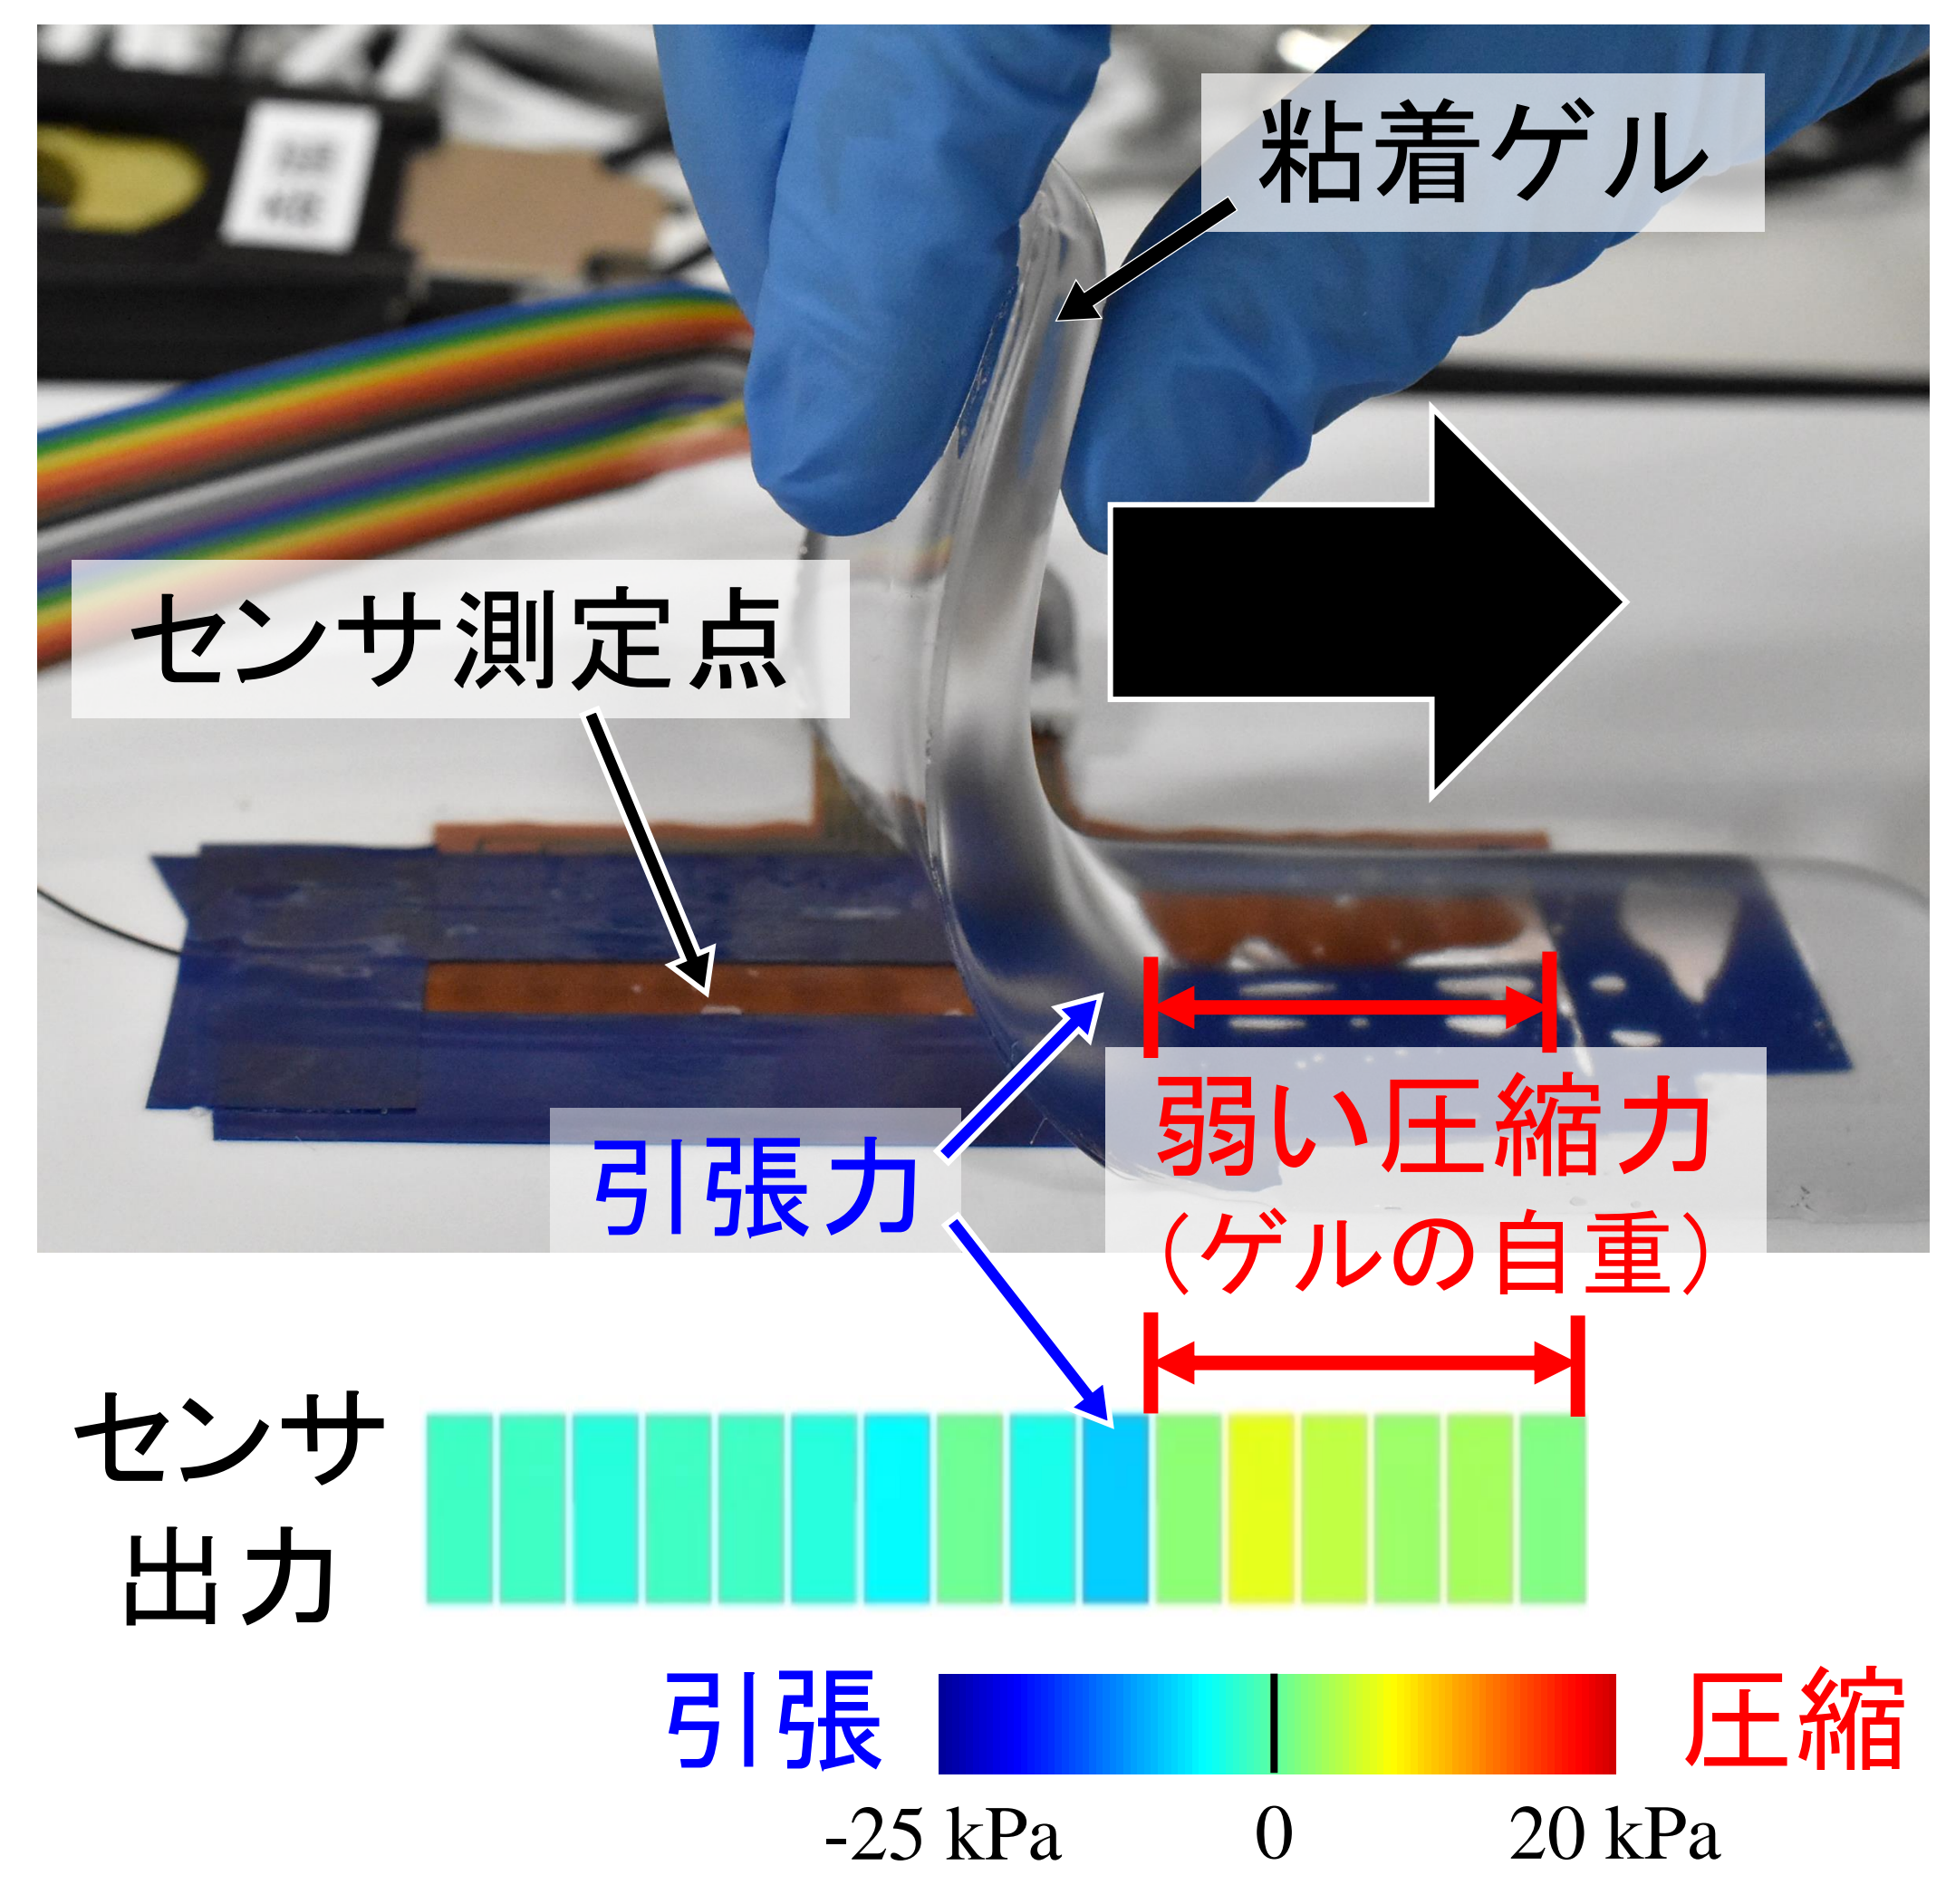 粘着ゲル
センサ測定点
引張力
弱い圧縮力
（ゲルの自重）
センサ
出力
引張
圧縮
-25 kPa
0
20 kPa